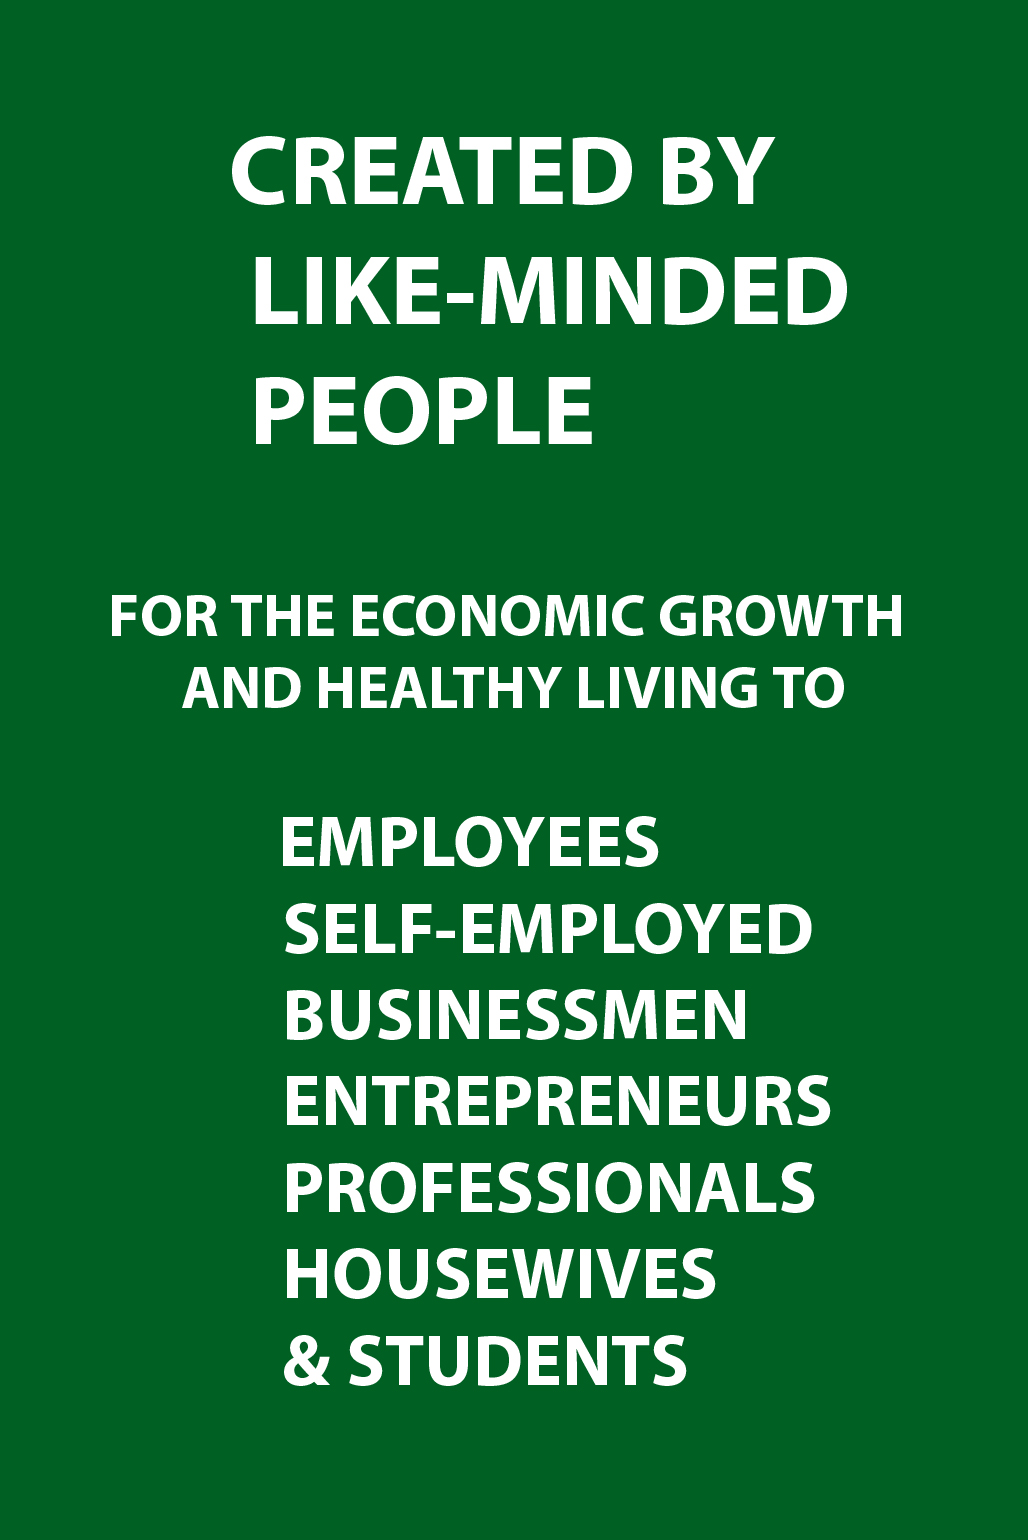 CREATED BY
LIKE-MINDED
PEOPLE
FOR THE ECONOMIC GROWTH
AND HEALTHY LIVING TO
EMPLOYEES
SELF-EMPLOYED
BUSINESSMEN
ENTREPRENEURS
PROFESSIONALS
HOUSEWIVES
& STUDENTS